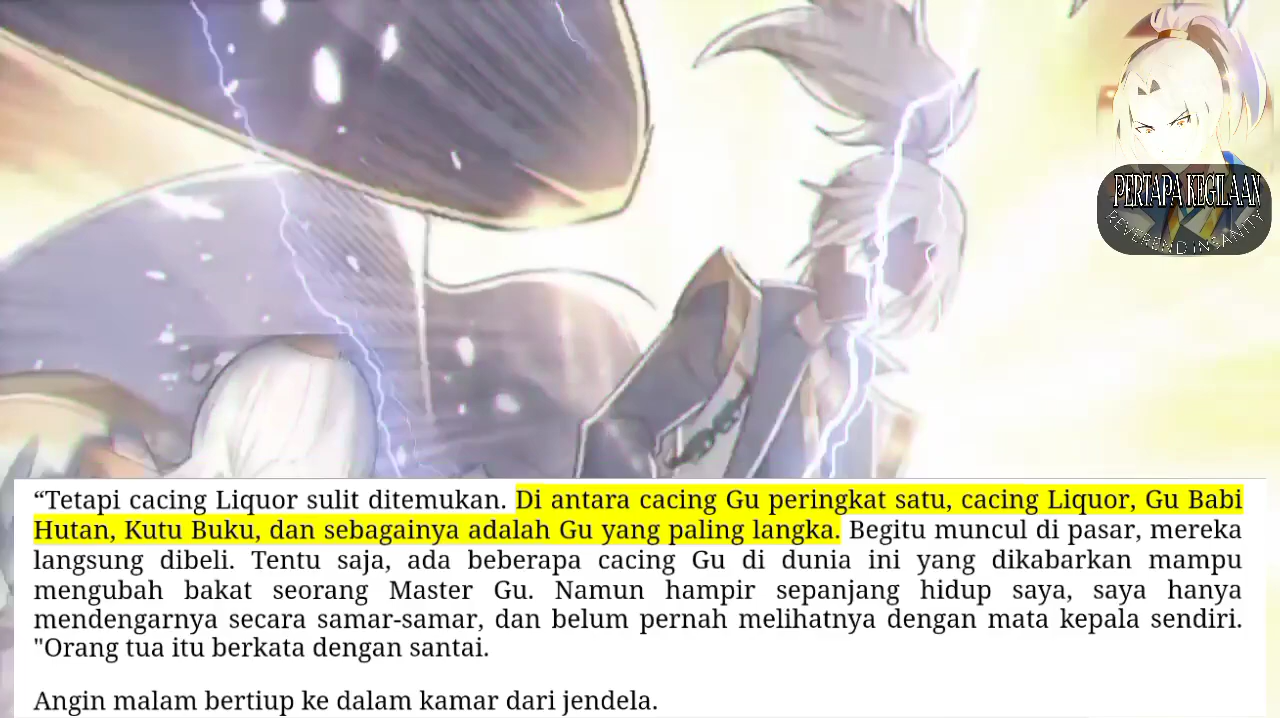 PERTAPA KEGILAAN
REVEREND INSANITY
“Tetapi cacing Liquor sulit ditemukan. Di antara cacing Gu peringkat satu, cacing Liquor, Gu Babi
Hutan, Kutu Buku, dan sebagainya adalah Gu yang paling langka. Begitu muncul di pasar, mereka
langsung dibeli. Tentu saja, ada beberapa cacing Gu di dunia ini yang dikabarkan mampu
mengubah bakat seorang Master Gu. Namun hampir sepanjang hidup saya, saya hanya
mendengarnya secara samar-samar, dan belum pernah melihatnya dengan mata kepala sendiri.
"Orang tua itu berkata dengan santai.
Angin malam bertiup ke dalam kamar dari jendela.